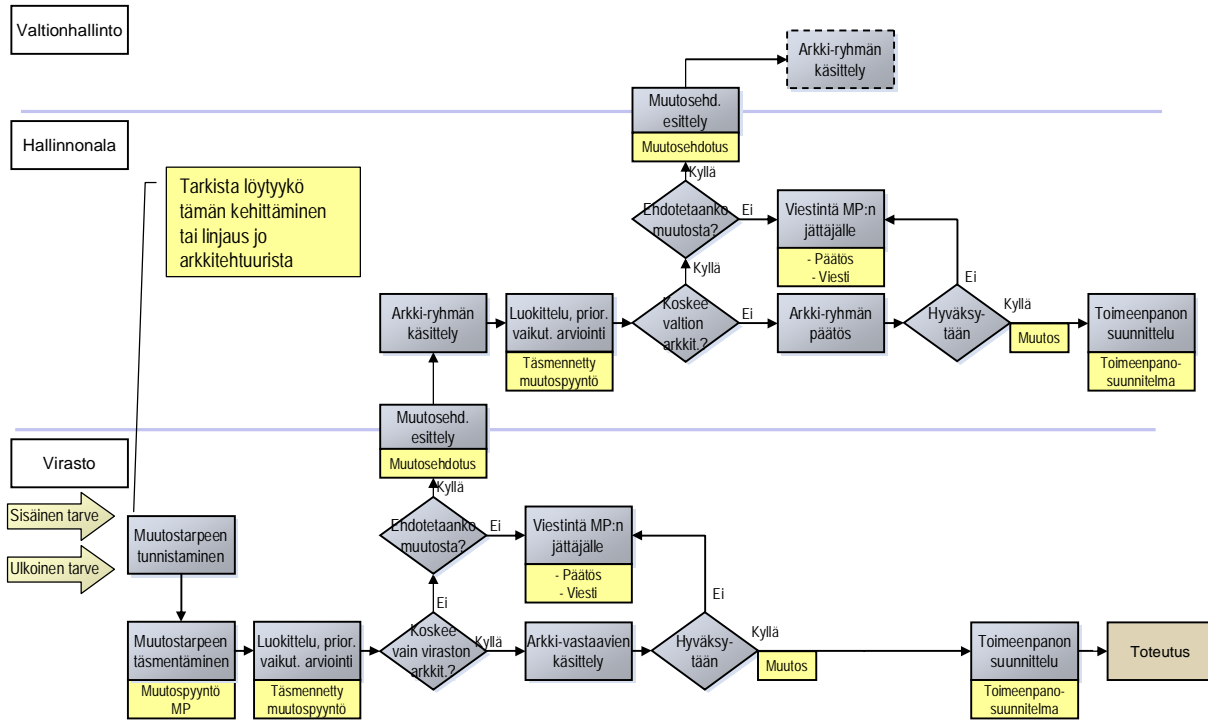 Valtionhallinto
Arkki-ryhmän
käsittely
Muutosehd.
esittely
Muutosehdotus
Hallinnonala
Tarkista löytyykö
tämän kehittäminen
tai linjaus jo
arkkitehtuurista
Kyllä
Ehdotetaanko
muutosta?
Ei
Viestintä MP:n
jättäjälle
- Päätös
- Viesti
Kyllä
Ei
Arkki-ryhmän
käsittely
Luokittelu, prior.
vaikut. arviointi
Täsmennetty
muutospyyntö
Koskee
valtion
arkkit.?
Ei
Arkki-ryhmän
päätös
Hyväksy-
tään
Kyllä
Muutos
Toimeenpanon
suunnittelu
Toimeenpano-
suunnitelma
Muutosehd.
esittely
Muutosehdotus
Virasto
Sisäinen tarve
Ulkoinen tarve
Muutostarpeen
tunnistaminen
Kyllä
Ehdotetaanko
muutosta?
Ei
Viestintä MP:n
jättäjälle
- Päätös
- Viesti
Ei
Ei
Muutostarpeen
täsmentäminen
Muutospyyntö
MP
Luokittelu, prior.
vaikut. arviointi
Täsmennetty
muutospyyntö
Koskee
vain viraston
arkkit.?
Kyllä
Arkki-vastaavien
käsittely
Hyväksy-
tään
Kyllä
Muutos
Toimeenpanon
suunnittelu
Toimeenpano-
suunnitelma
Toteutus